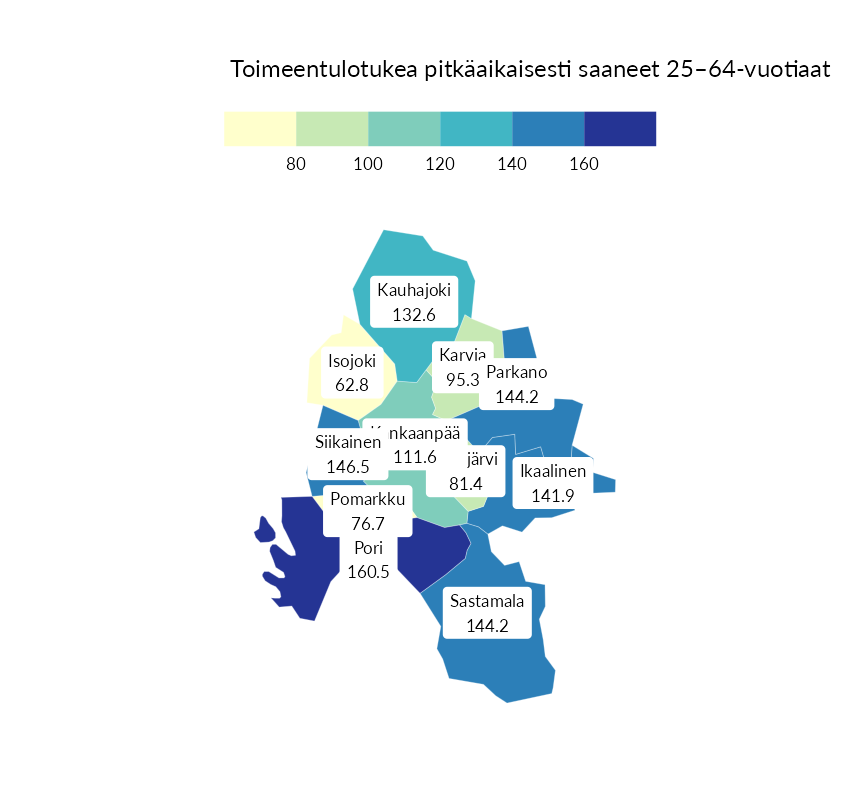 Toimeentulotukea pitkäaikaisesti saaneet 25–64-vuotiaat
80 100 120 140 160
Kauhajoki
132.6
Isojoki
62.8
Karvia
95.3
Parkano
144.2
nkaanpää
111.6
Siikainen
146.5
järvi
81.4
Ikaalinen
141.9
Pomarkku
76.7
Pori
160.5
Sastamala
144.2